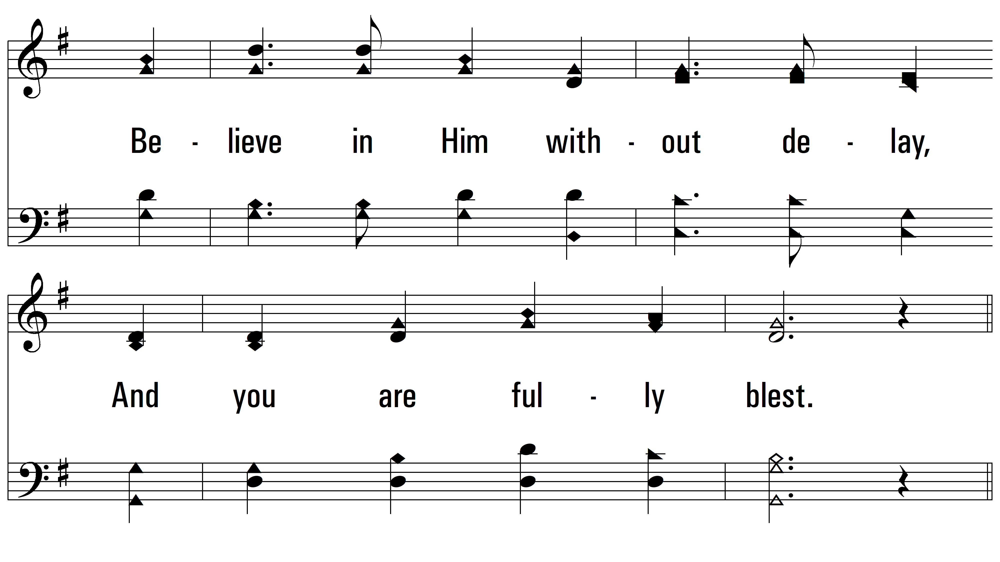 Be - lieve in Him with - out de - lay,
And you are ful - ly blest.